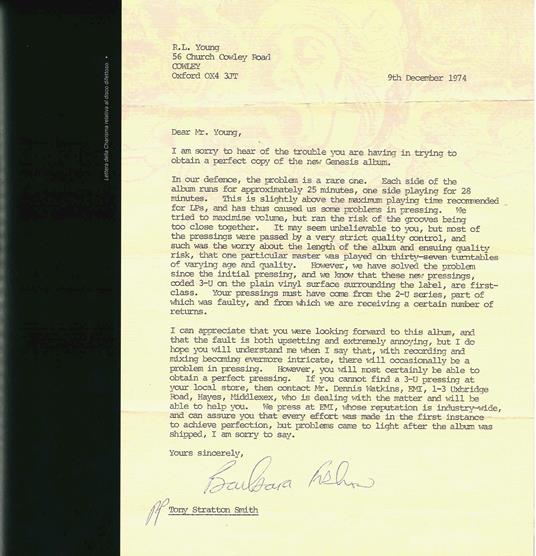 Lettera della Charisma relativa al disco difettoso •
R.L. Young
56 Church Cowley Road
COWLEY
Oxford OX4 3JT
9th December 1974
Dear Mr. Young,
I am sorry to hear of the trouble you are having in trying to
obtain a perfect copy of the new Genesis album.
In our defence, the problem is a rare one. Each side of the
album runs for approximately 25 minutes, one side playing for 28
minutes. This is slightly above the maximum playing time recommended
for LPs, and has thus caused us some problems in pressing. We
tried to maximise volume, but ran the risk of the grooves being
too close together. It may seem unbelievable to you, but most of
the pressings were passed by a very strict quality control, and
such was the worry about the length of the album and ensuing quality
risk, that one particular master was played on thirty-seven turntables
of varying age and quality. However, we have solved the problem
since the initial pressing, and we know that these new pressings,
coded 3-U on the plain vinyl surface surrounding the label, are first-
class. Your pressings must have come from the 2-U series, part of
which was faulty, and from which we are receiving a certain number of
returns.
I can appreciate that you were looking forward to this album, and
that the fault is both upsetting and extremely annoying, but I do
hope you will understand me when I say that, with recording and
mixing becoming evermore intricate, there will occasionally be a
problem in pressing. However, you will most certainly be able to
obtain a perfect pressing. If you cannot find a 3-U pressing at
your local store, then contact Mr. Dennis Watkins, EMI, 1-3 Uxbridge
Road, Hayes, Middlexex, who is dealing with the matter and will be
able to help you. We press at EMI, whose reputation is industry-wide,
and can assure you that every effort was made in the first instance
to achieve perfection, but problems came to light after the album was
shipped, I am sorry to say.
Yours sincerely,
Barbara
pp Tony Stratton Smith